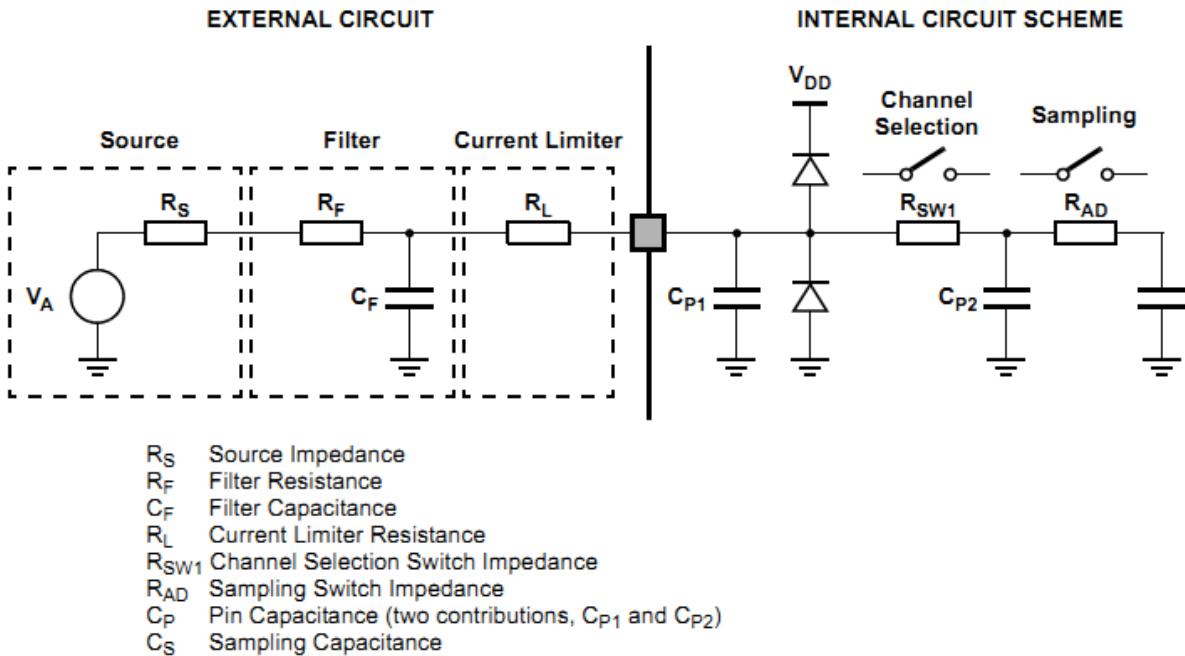 EXTERNAL CIRCUIT
INTERNAL CIRCUIT SCHEME
VDD
Channel
Selection
Sampling
Source
Filter
Current Limiter
RS
RF
RL
RSW1
RAD
VA
CF
CP1
CP2
RS Source Impedance
RF Filter Resistance
CF Filter Capacitance
RL Current Limiter Resistance
RSW1 Channel Selection Switch Impedance
RAD Sampling Switch Impedance
CP Pin Capacitance (two contributions, CP1 and CP2)
CS Sampling Capacitance